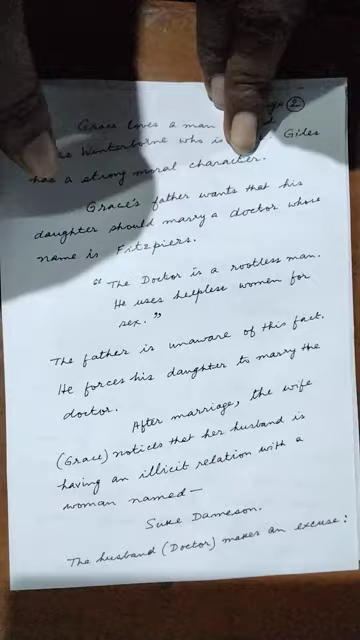 ②
Grace loves a man
Winterborne who is Giles
has a strong moral character.
Grace's father wants that his
daughter should marry a doctor whose
name is Fitzpiers.
“The Doctor is a rootless man.
He uses helpless women for
sex.”
The father is unaware of this fact.
He forces his daughter to marry the
doctor.
After marriage, the wife
(Grace) notices that her husband is
having an illicit relation with a
woman named—
Suke Dameson.
The husband (Doctor) makes an excuse: